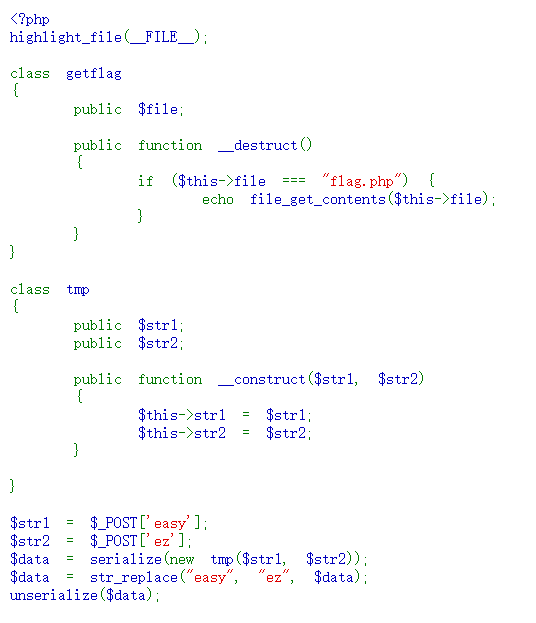 <?php
highlight_file(__FILE__);
class getflag
{
public $file;
public function __destruct()
{
if ($this->file === "flag.php") {
echo file_get_contents($this->file);
}
}
}
class tmp
{
public $str1;
public $str2;
public function __construct($str1, $str2)
{
$this->str1 = $str1;
$this->str2 = $str2;
}
}
$str1 = $_POST['easy'];
$str2 = $_POST['ez'];
$data = serialize(new tmp($str1, $str2));
$data = str_replace("easy", "ez", $data);
unserialize($data);